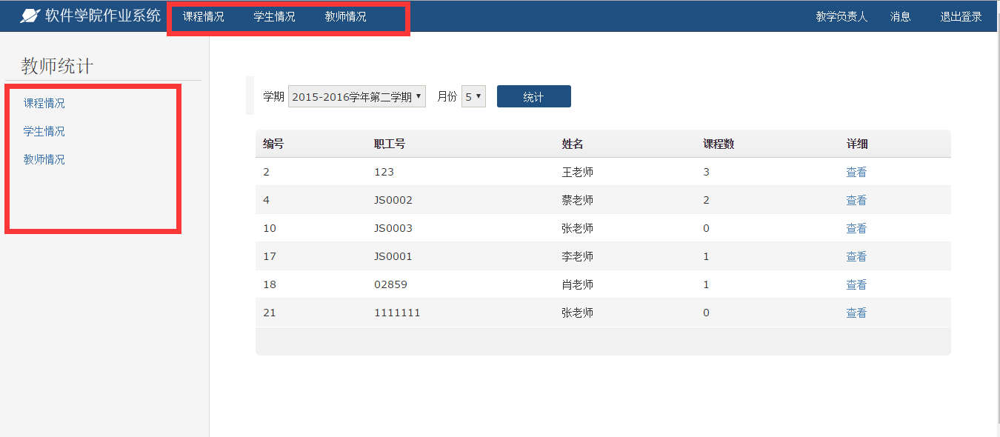 软件学院作业系统 课程情况 学生情况 教师情况 教学负责人 消息 退出登录
教师统计
课程情况
学生情况
教师情况
学期 2015-2016学年第二学期 月份 5 统计
编号 职工号 姓名 课程数 详细
2 123 王老师 3 查看
4 JS0002 蔡老师 2 查看
10 JS0003 张老师 0 查看
17 JS0001 李老师 1 查看
18 02859 肖老师 1 查看
21 1111111 张老师 0 查看